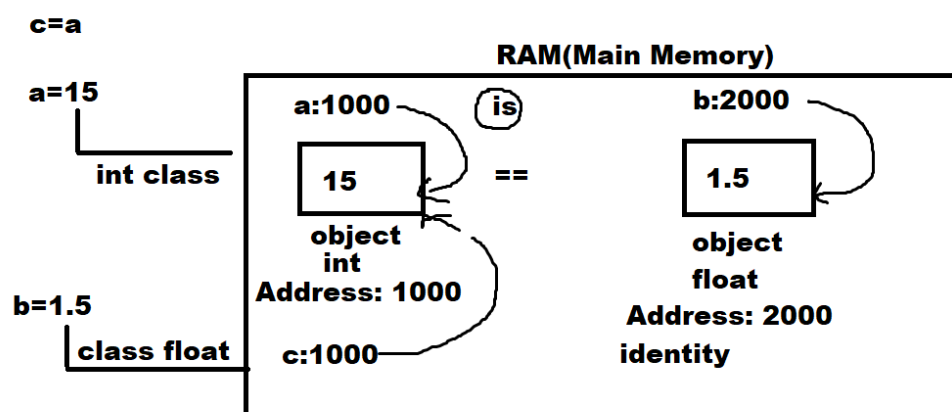 c=a
RAM(Main Memory)
a=15
a:1000
is
b:2000
int class
15
==
1.5
object
int
Address: 1000
object
float
Address: 2000
identity
b=1.5
class float
c:1000